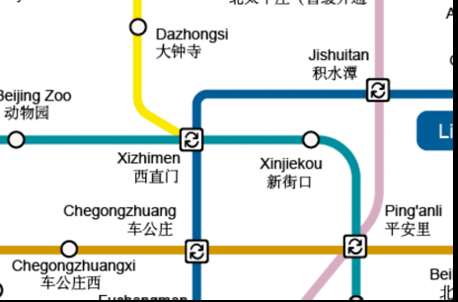 Dazhongsi
大钟寺
Jishuitan
积水潭
Beijing Zoo
动物园
Xizhimen
西直门
Xinjiekou
新街口
Chegongzhuang
车公庄
Ping'anli
平安里
Chegongzhuangxi
车公庄西